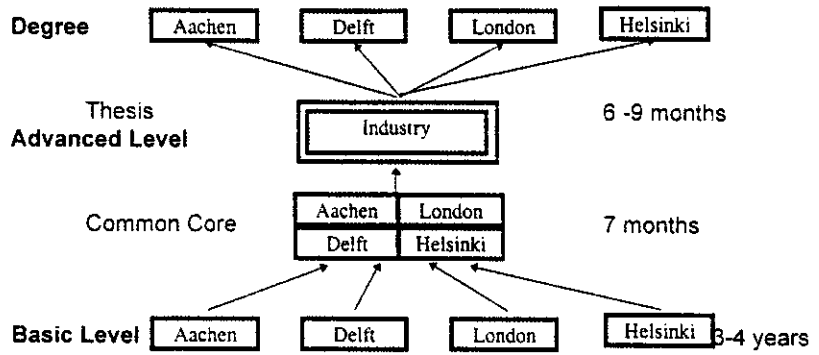 Degree Aachen Delft London Helsinki
Thesis 6 -9 months
Advanced Level Industry
Common Core Aachen London 7 months
Delft Helsinki
Basic Level Aachen Delft London Helsinki 3-4 years